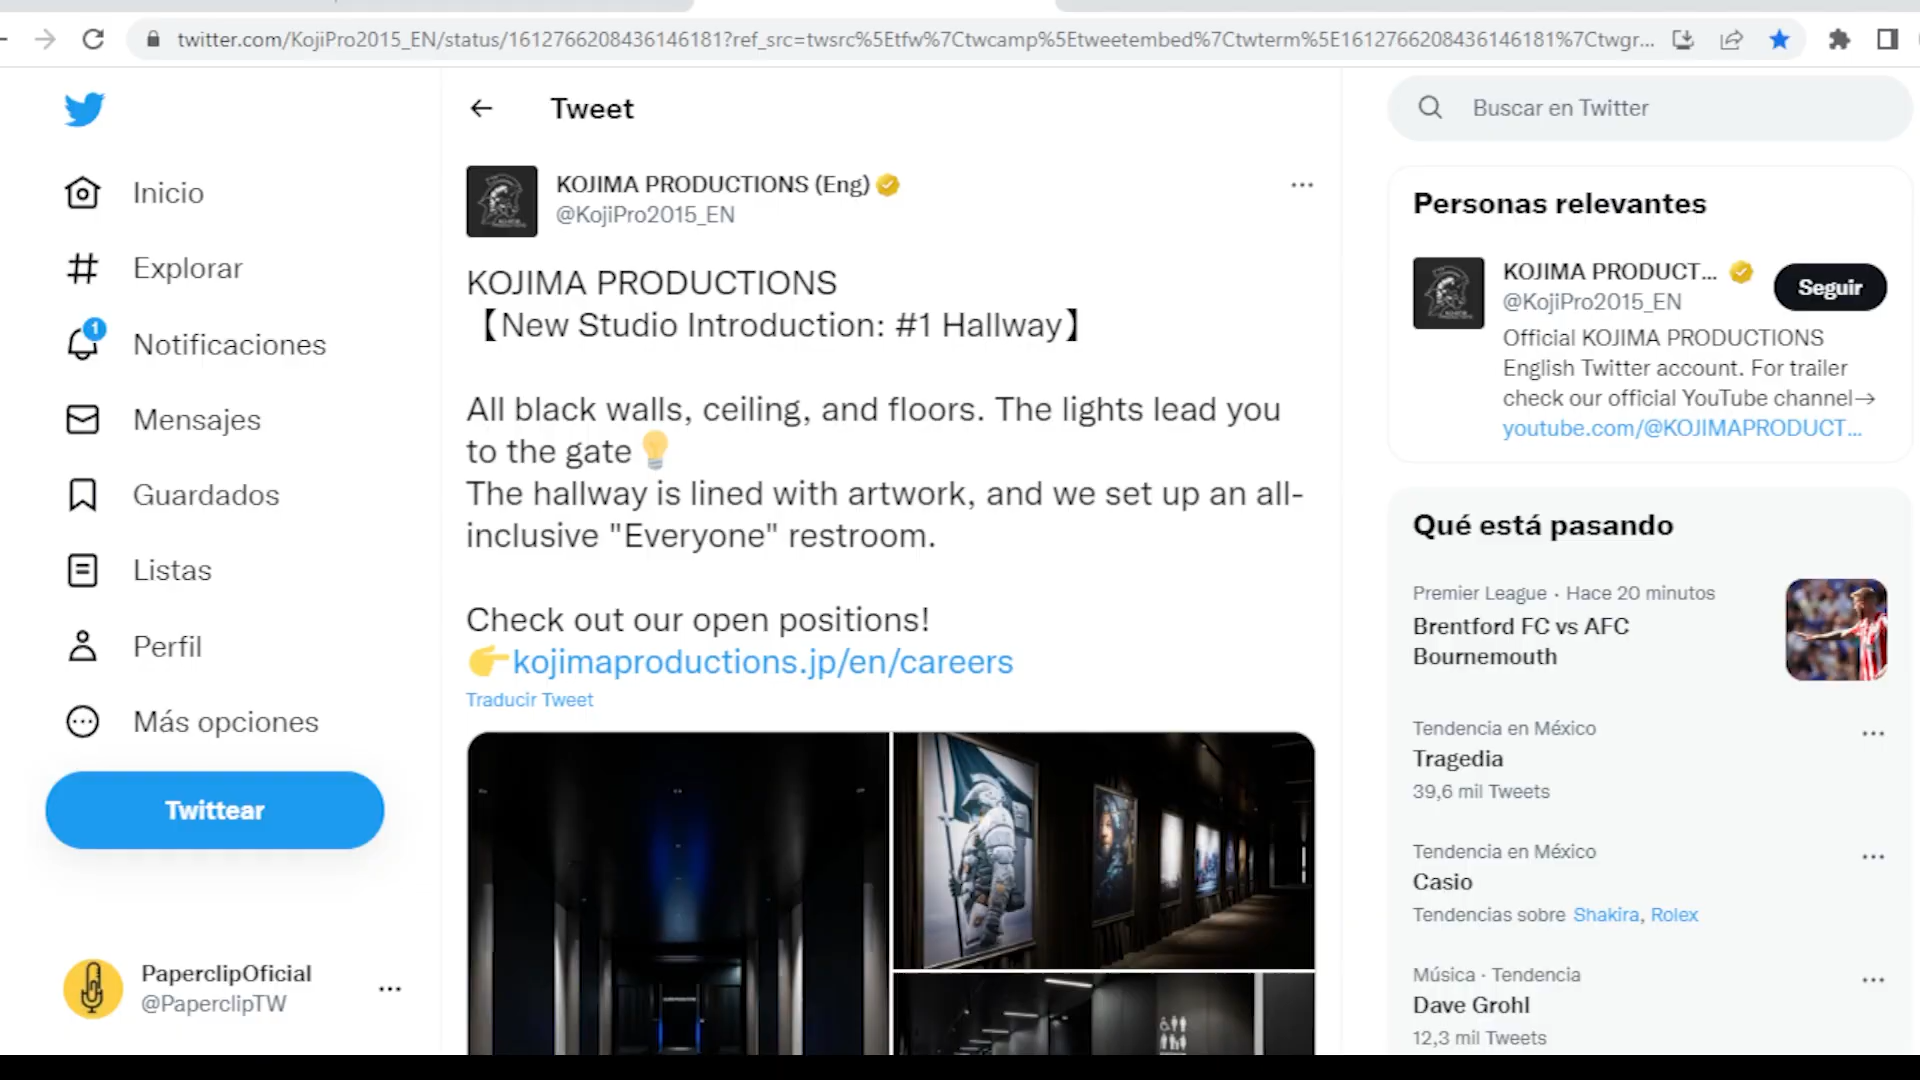 twitter.com/KojiPro2015_EN/status/1612766208436146181?ref_src=twsrc%5Etfw%7Ctwcamp%5Etweetembed%7Ctwterm%5E1612766208436146181%7Ctwgr...
Tweet
Buscar en Twitter
Inicio
Explorar
1
Notificaciones
Mensajes
Guardados
Listas
Perfil
Más opciones
Twittear
PaperclipOficial
@PaperclipTW
KOJIMA PRODUCTIONS (Eng)
@KojiPro2015_EN
KOJIMA PRODUCTIONS
【New Studio Introduction: #1 Hallway】
All black walls, ceiling, and floors. The lights lead you
to the gate💡
The hallway is lined with artwork, and we set up an all-
inclusive "Everyone" restroom.
Check out our open positions!
👉kojimaproductions.jp/en/careers
Traducir Tweet
Personas relevantes
KOJIMA PRODUCT...
@KojiPro2015_EN
Seguir
Official KOJIMA PRODUCTIONS
English Twitter account. For trailer
check our official YouTube channel→
youtube.com/@KOJIMAPRODUCT...
Qué está pasando
Premier League · Hace 20 minutos
Brentford FC vs AFC
Bournemouth
Tendencia en México
Tragedia
39,6 mil Tweets
Tendencia en México
Casio
Tendencias sobre Shakira, Rolex
Música · Tendencia
Dave Grohl
12,3 mil Tweets